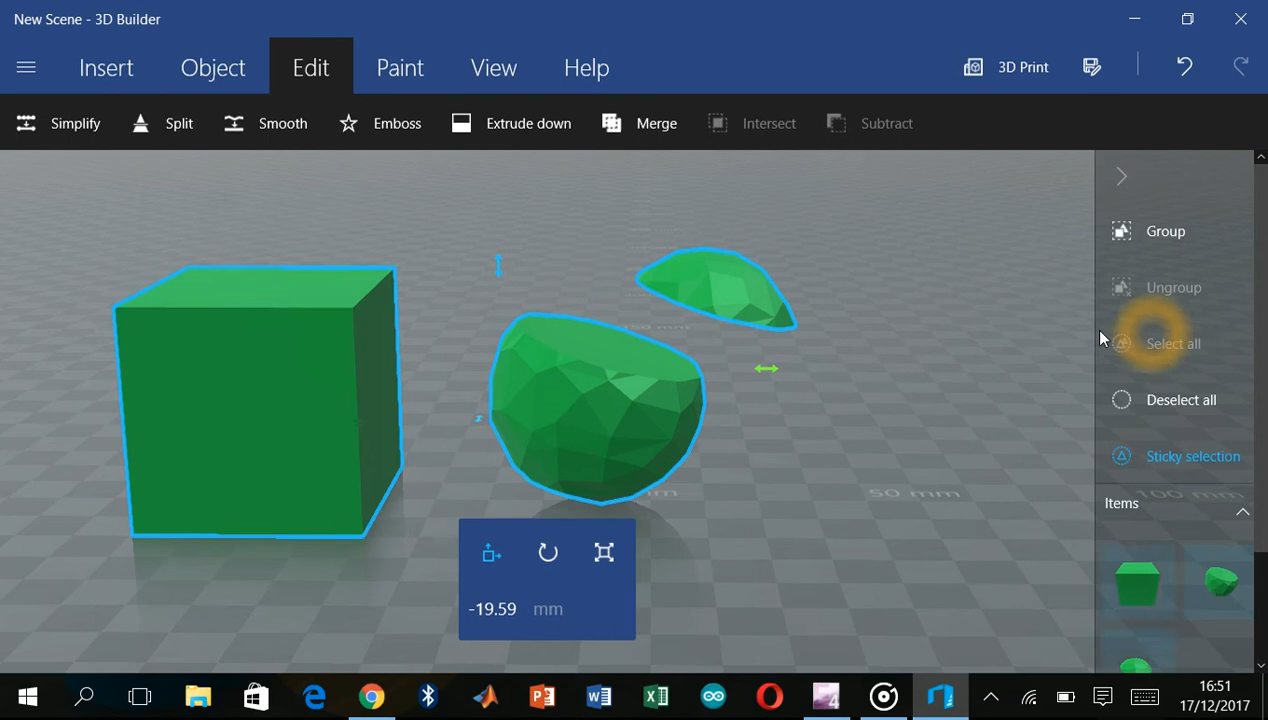 New Scene - 3D Builder
Insert Object Edit Paint View Help 3D Print
Simplify Split Smooth Emboss Extrude down Merge Intersect Subtract
Group
Ungroup
Select all
Deselect all
Sticky selection
Items
50 mm
100 mm
-19.59 mm
16:51
17/12/2017